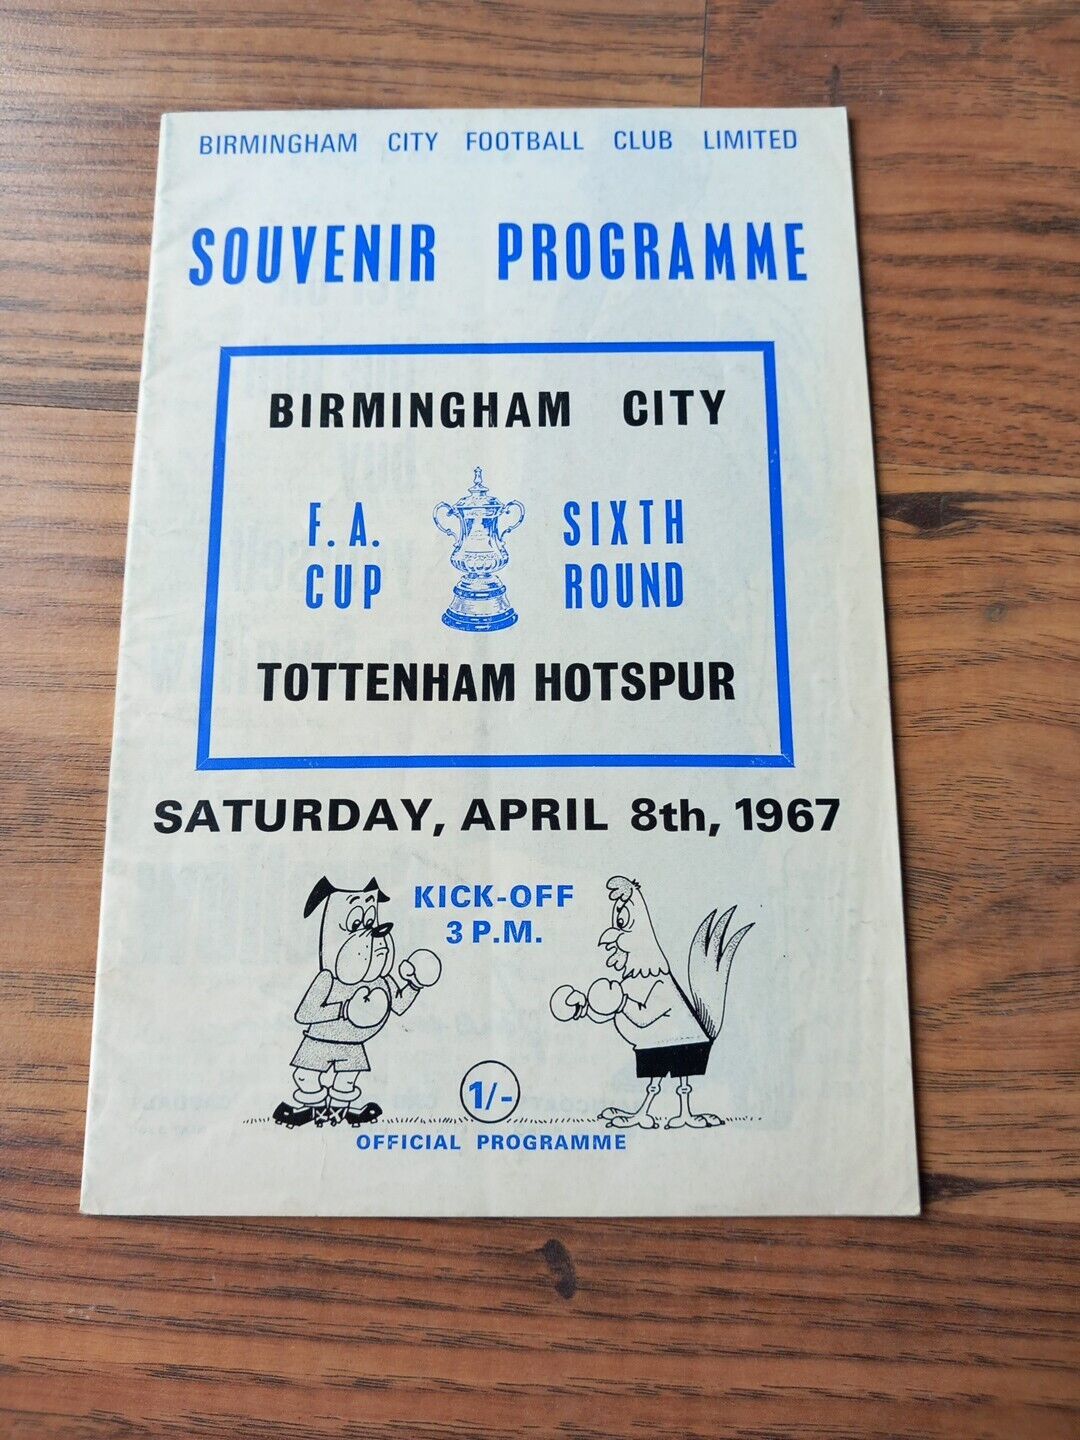 BIRMINGHAM CITY FOOTBALL CLUB LIMITED
SOUVENIR PROGRAMME
BIRMINGHAM CITY
F. A. CUP
SIXTH ROUND
TOTTENHAM HOTSPUR
SATURDAY, APRIL 8th, 1967
KICK-OFF
3 P.M.
1/-
OFFICIAL PROGRAMME